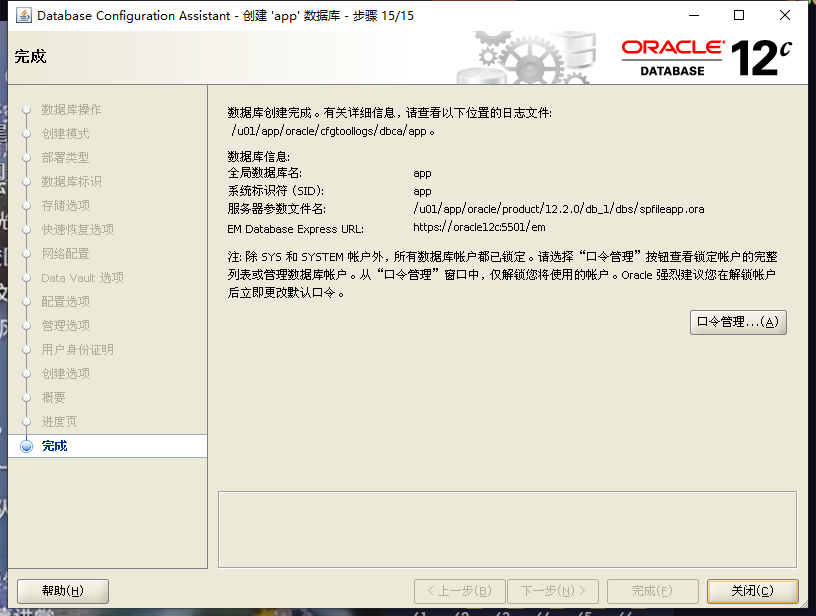 Database Configuration Assistant - 创建 'app' 数据库 - 步骤 15/15
完成
ORACLE
DATABASE
12c
数据库操作
创建模式
部署类型
数据库标识
存储选项
快速恢复选项
网络配置
Data Vault 选项
配置选项
管理选项
用户身份证明
创建选项
概要
进度页
完成
数据库创建完成。有关详细信息, 请查看以下位置的日志文件:
/u01/app/oracle/cfgtoollogs/dbca/app。
数据库信息:
全局数据库名: app
系统标识符 (SID): app
服务器参数文件名: /u01/app/oracle/product/12.2.0/db_1/dbs/spfileapp.ora
EM Database Express URL: https://oracle12c:5501/em
注: 除 SYS 和 SYSTEM 帐户外, 所有数据库帐户都已锁定。请选择“口令管理”按钮查看锁定帐户的完整
列表或管理数据库帐户。从“口令管理”窗口中, 仅解锁您将使用的帐户。Oracle 强烈建议您在解锁帐户
后立即更改默认口令。
口令管理...(A)
帮助(H)
< 上一步(B)
下一步(N) >
完成(F)
关闭(C)